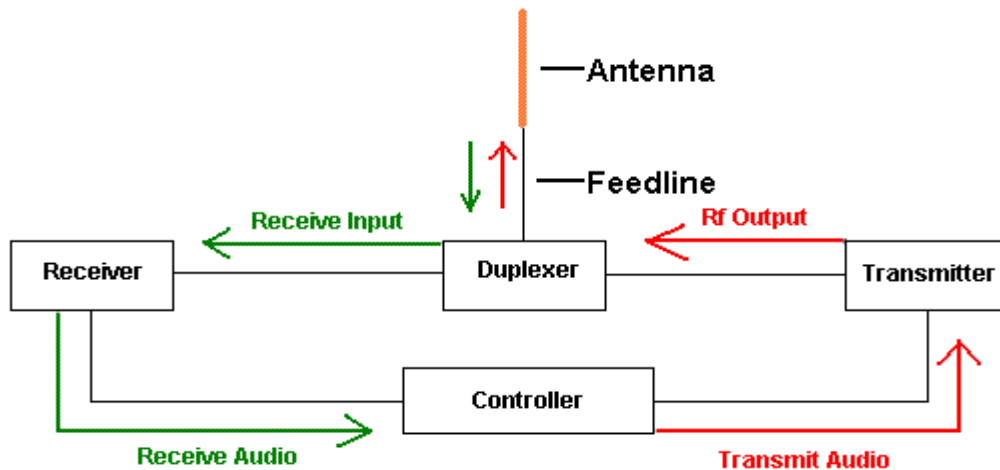 Antenna
Feedline
Receive Input
Rf Output
Receiver
Duplexer
Transmitter
Controller
Receive Audio
Transmit Audio